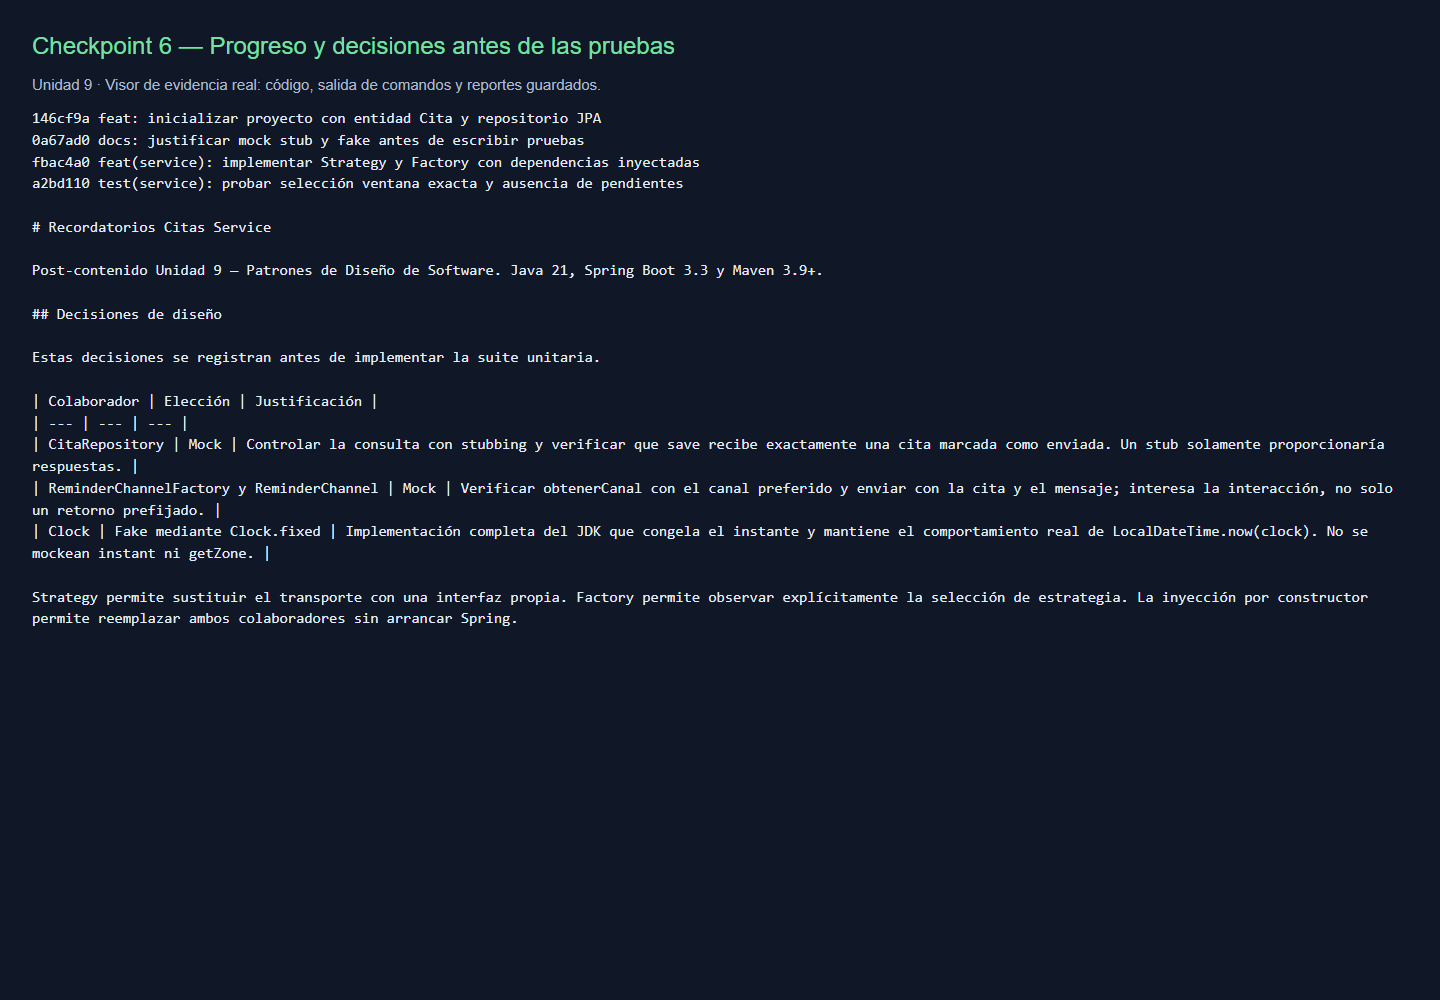 Checkpoint 6 — Progreso y decisiones antes de las pruebas
Unidad 9 · Visor de evidencia real: código, salida de comandos y reportes guardados.
146cf9a feat: inicializar proyecto con entidad Cita y repositorio JPA
0a67ad0 docs: justificar mock stub y fake antes de escribir pruebas
fbac4a0 feat(service): implementar Strategy y Factory con dependencias inyectadas
a2bd110 test(service): probar selección ventana exacta y ausencia de pendientes
# Recordatorios Citas Service
Post-contenido Unidad 9 — Patrones de Diseño de Software. Java 21, Spring Boot 3.3 y Maven 3.9+.
## Decisiones de diseño
Estas decisiones se registran antes de implementar la suite unitaria.
| Colaborador | Elección | Justificación |
| --- | --- | --- |
| CitaRepository | Mock | Controlar la consulta con stubbing y verificar que save recibe exactamente una cita marcada como enviada. Un stub solamente proporcionaría
respuestas. |
| ReminderChannelFactory y ReminderChannel | Mock | Verificar obtenerCanal con el canal preferido y enviar con la cita y el mensaje; interesa la interacción, no solo
un retorno prefijado. |
| Clock | Fake mediante Clock.fixed | Implementación completa del JDK que congela el instante y mantiene el comportamiento real de LocalDateTime.now(clock). No se
mockean instant ni getZone. |
Strategy permite sustituir el transporte con una interfaz propia. Factory permite observar explícitamente la selección de estrategia. La inyección por constructor
permite reemplazar ambos colaboradores sin arrancar Spring.